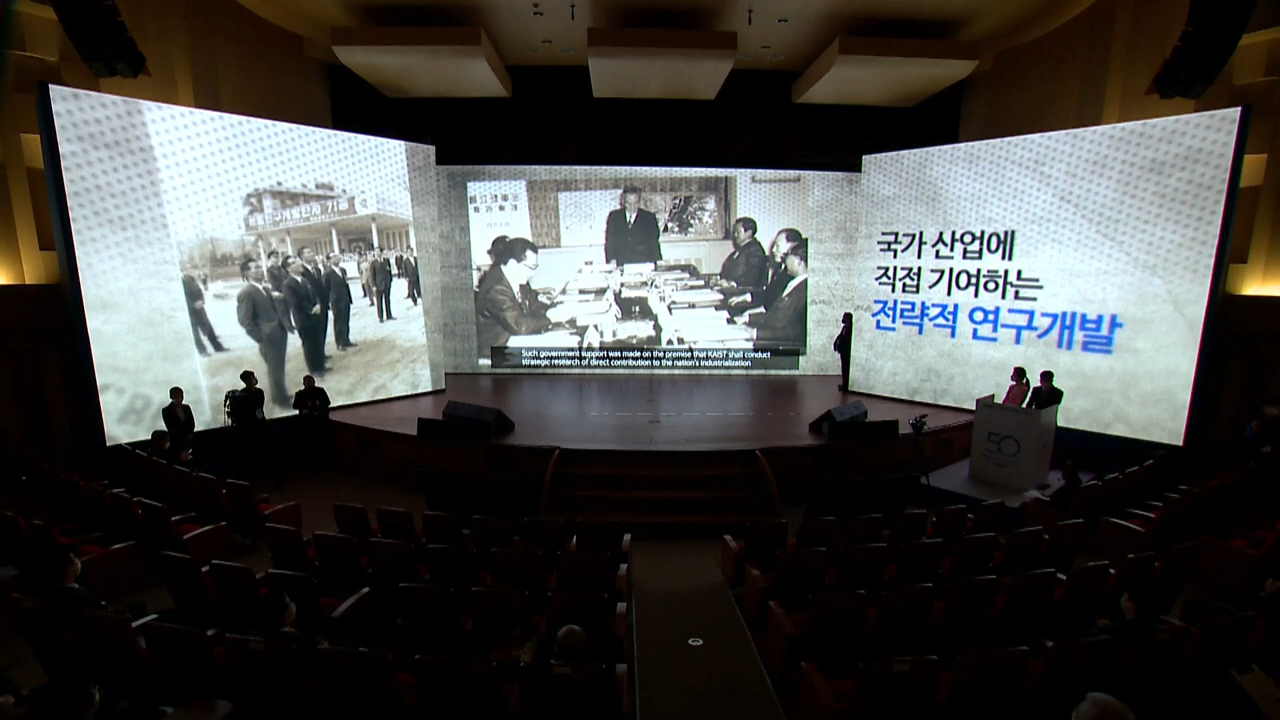 국가 산업에
직접 기여하는
전략적 연구개발
Such government support was made on the premise that KAIST shall conduct
strategic research of direct contribution to the nation's industrialization
50